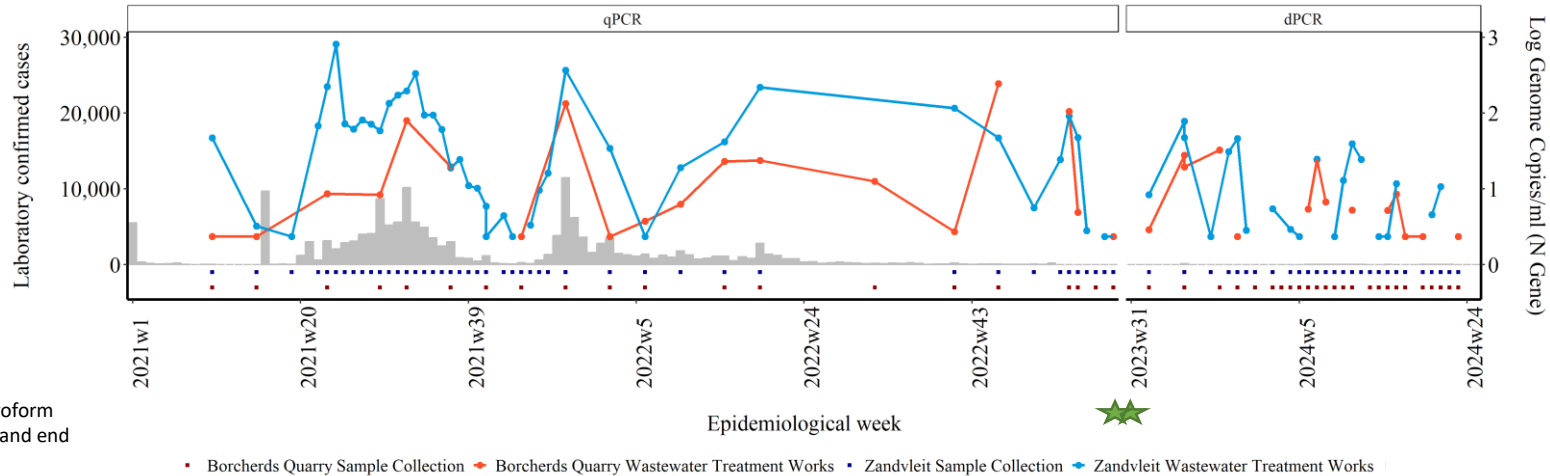 qPCR
dPCR
Laboratory confirmed cases
30,000
20,000
10,000
0
3
2
1
0
Log Genome Copies/ml (N Gene)
2021w1
2021w20
2021w39
2022w5
2022w24
2022w43
2023w31
2024w5
2024w24
oform
and end
Epidemiological week
Borcherds Quarry Sample Collection
Borcherds Quarry Wastewater Treatment Works
Zandvleit Sample Collection
Zandvleit Wastewater Treatment Works